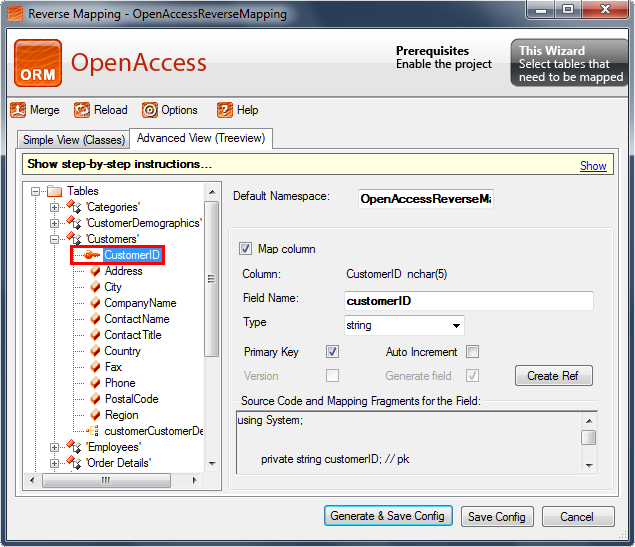 Reverse Mapping - OpenAccessReverseMapping
ORM
OpenAccess
Prerequisites
Enable the project
This Wizard
Select tables that
need to be mapped
Merge
Reload
Options
Help
Simple View (Classes)
Advanced View (Treeview)
Show step-by-step instructions...
Show
Tables
'Categories'
'CustomerDemographics'
'Customers'
CustomerID
Address
City
CompanyName
ContactName
ContactTitle
Country
Fax
Phone
PostalCode
Region
customerCustomerDe
'Employees'
'Order Details'
Default Namespace:
OpenAccessReverseMa
Map column
Column:
CustomerID nchar(5)
Field Name:
customerID
Type
string
Primary Key
Auto Increment
Version
Generate field
Create Ref
Source Code and Mapping Fragments for the Field:
using System;
private string customerID; // pk
Generate & Save Config
Save Config
Cancel